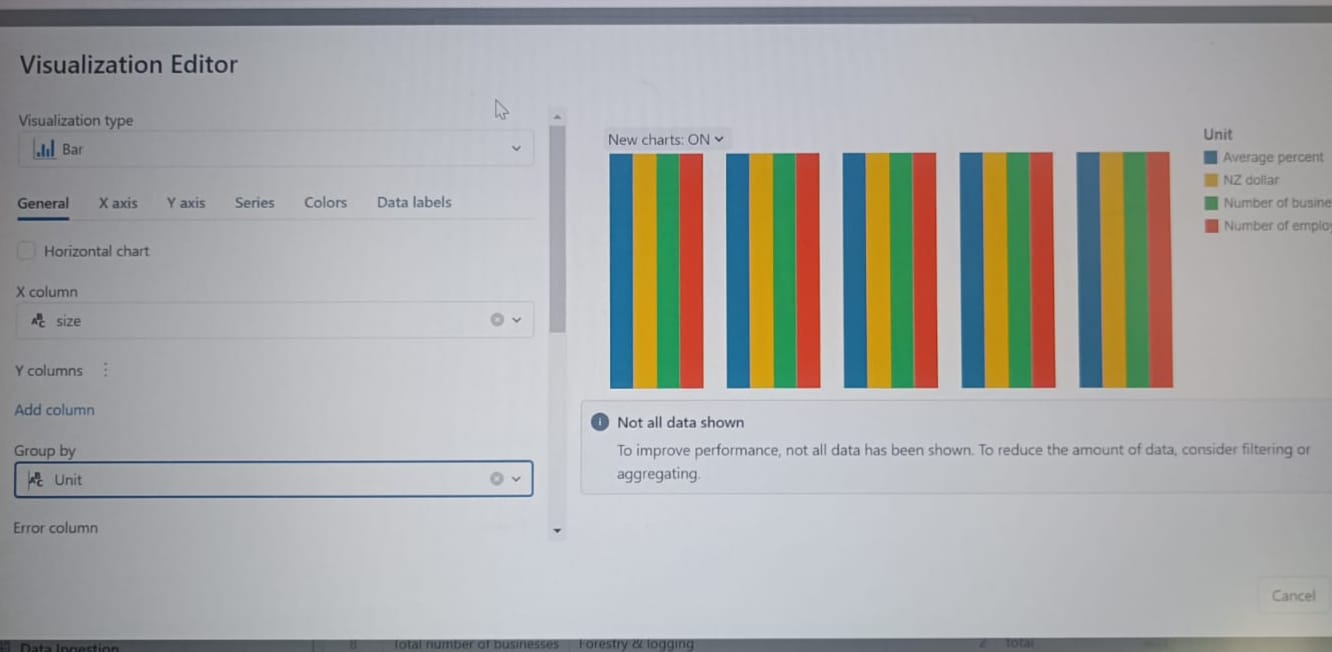 Visualization Editor
Visualization type
Bar
General X axis Y axis Series Colors Data labels
Horizontal chart
X column
size
Y columns
Add column
Group by
Unit
Error column
New charts: ON
Unit
Average percent
NZ dollar
Number of busine
Number of employ
Not all data shown
To improve performance, not all data has been shown. To reduce the amount of data, consider filtering or
aggregating.
Cancel
Data Ingestion 8 Total number of businesses Forestry & logging 2 Total